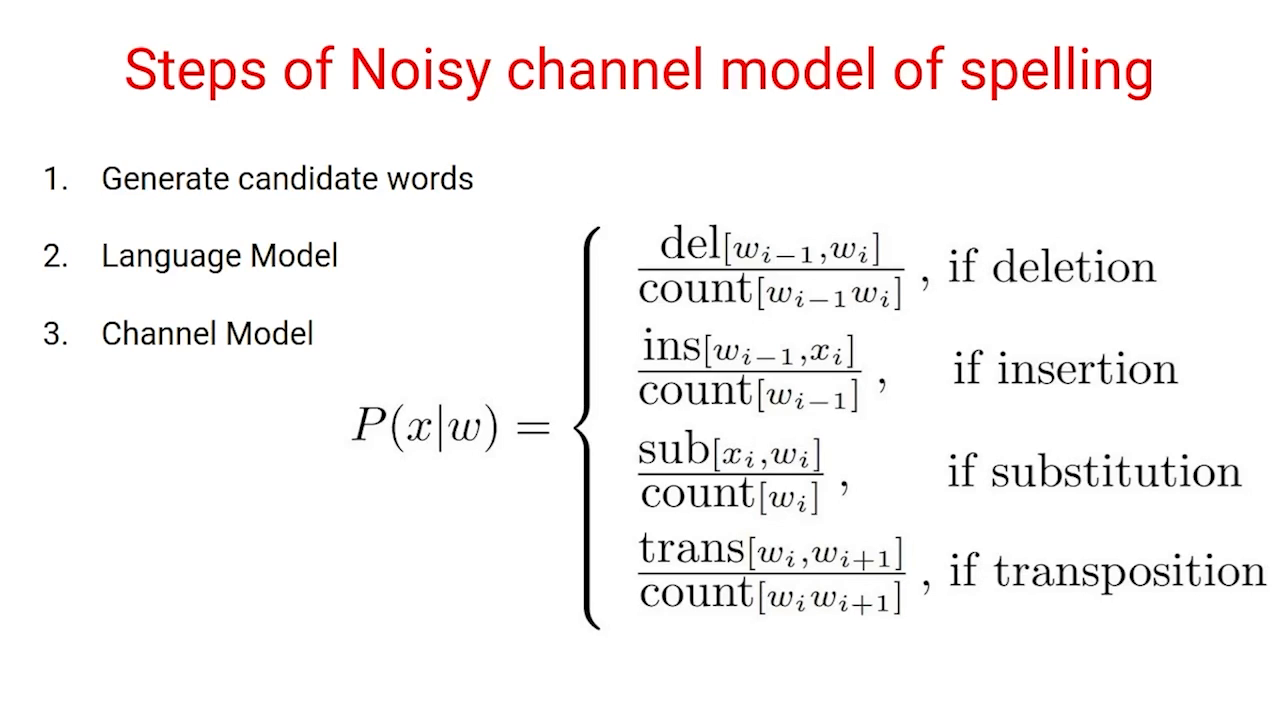 Steps of Noisy channel model of spelling
1. Generate candidate words
2. Language Model
3. Channel Model
P(x|w) =
del[w_{i−1},w_i] / count[w_{i−1}w_i] , if deletion
ins[w_{i−1},x_i] / count[w_{i−1}] , if insertion
sub[x_i,w_i] / count[w_i] , if substitution
trans[w_i,w_{i+1}] / count[w_iw_{i+1}] , if transposition